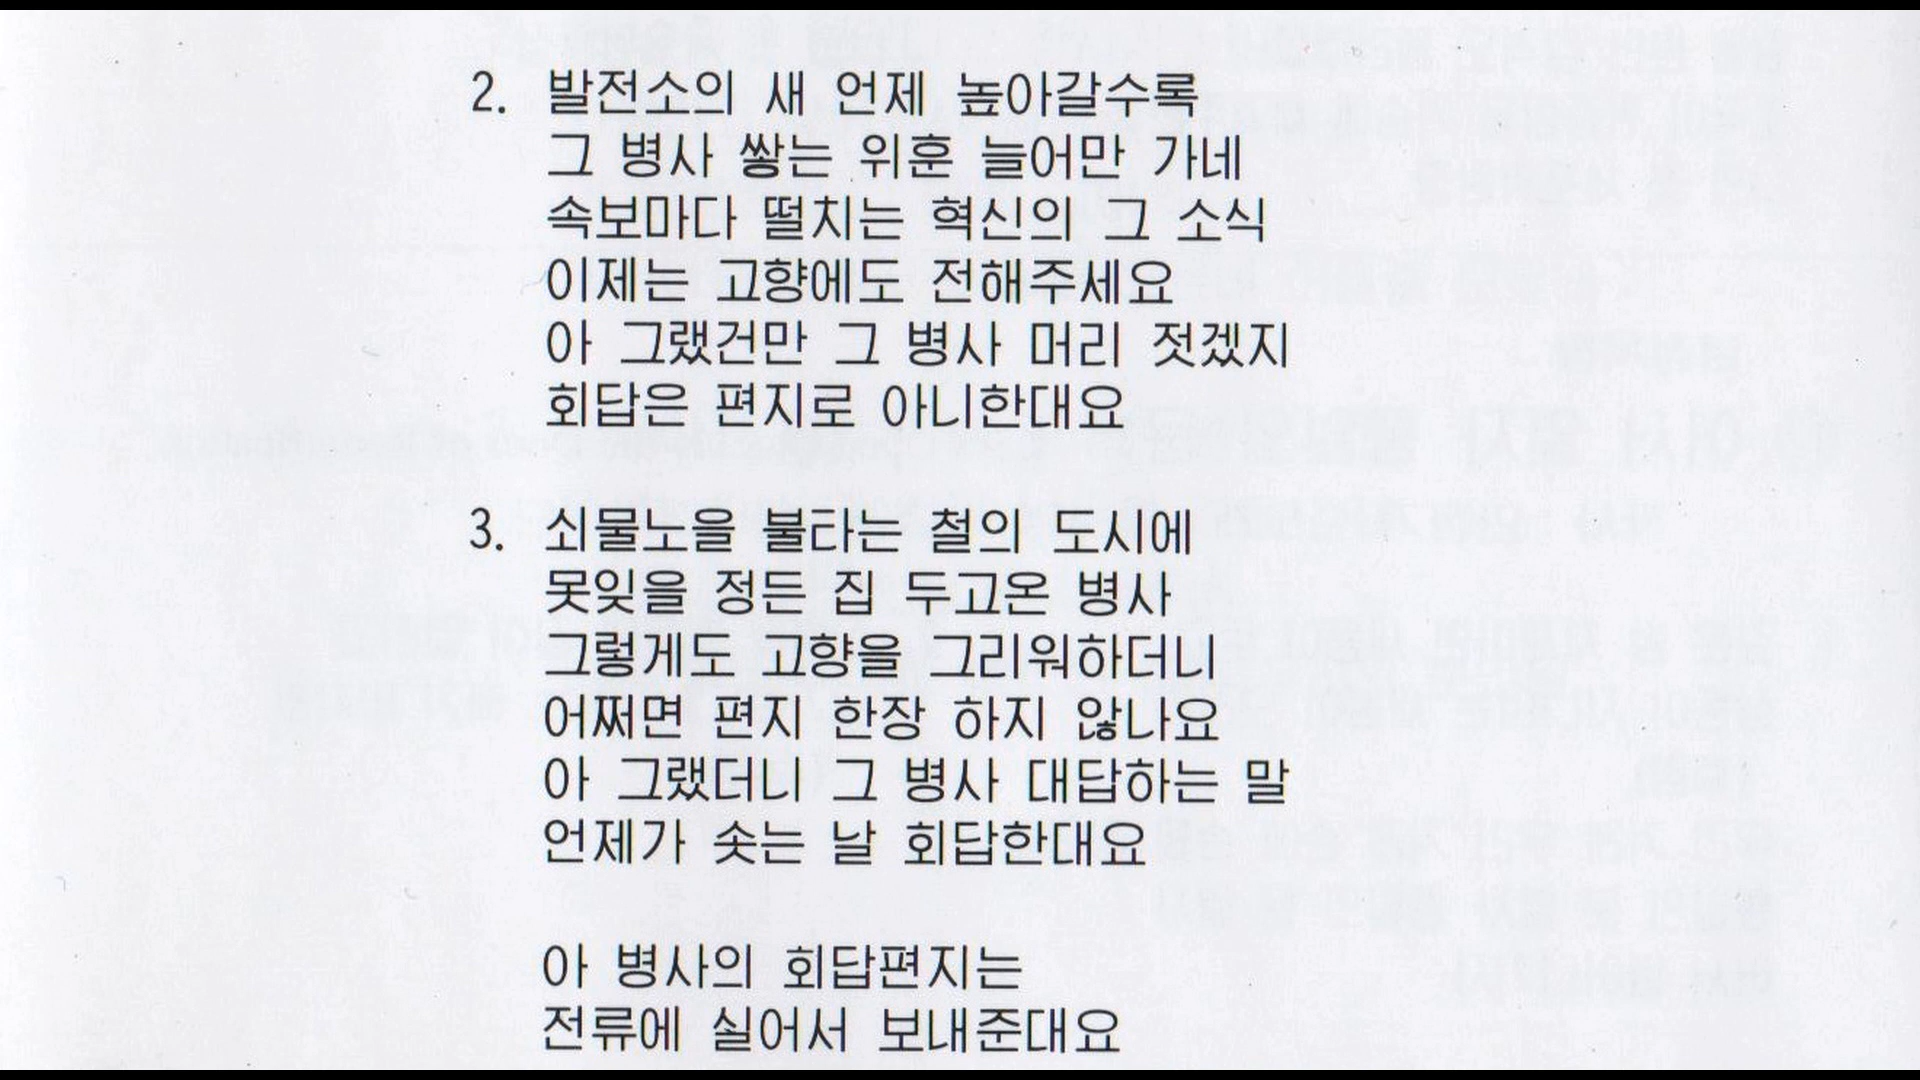 2. 발전소의 새 언제 높아갈수록
그 병사 쌓는 위훈 늘어만 가네
속보마다 떨치는 혁신의 그 소식
이제는 고향에도 전해주세요
아 그랬건만 그 병사 머리 젓겠지
회답은 편지로 아니한대요
3. 쇠물노을 불타는 철의 도시에
못잊을 정든 집 두고온 병사
그렇게도 고향을 그리워하더니
어쩌면 편지 한장 하지 않나요
아 그랬더니 그 병사 대답하는 말
언제가 솟는 날 회답한대요
아 병사의 회답편지는
전류에 실어서 보내준대요